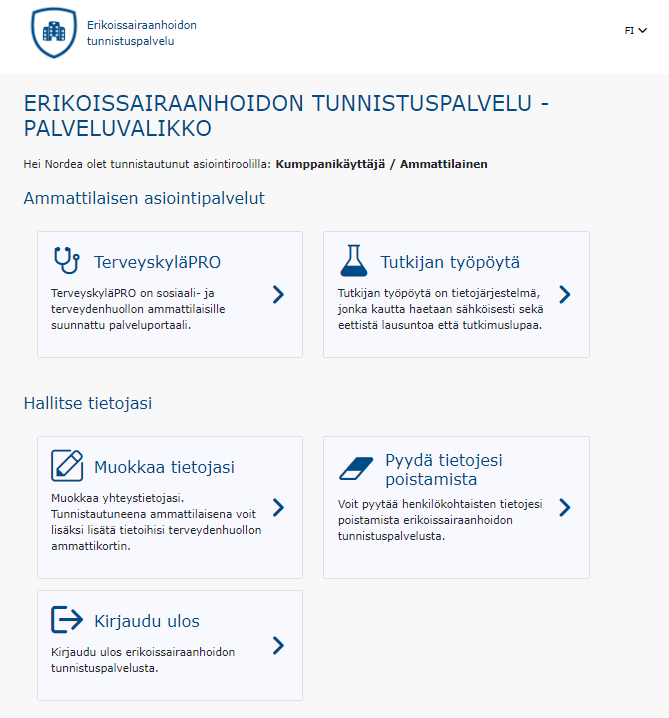 Erikoissairaanhoidon
tunnistuspalvelu
FI
ERIKOISSAIRAANHOIDON TUNNISTUSPALVELU -
PALVELUVALIKKO
Hei Nordea olet tunnistautunut asiointiroolilla: Kumppanikäyttäjä / Ammattilainen
Ammattilaisen asiointipalvelut
TerveyskyläPRO
TerveyskyläPRO on sosiaali- ja
terveydenhuollon ammattilaisille
suunnattu palveluportaali.
Tutkijan työpöytä
Tutkijan työpöytä on tietojärjestelmä,
jonka kautta haetaan sähköisesti sekä
eettistä lausuntoa että tutkimuslupaa.
Hallitse tietojasi
Muokkaa tietojasi
Muokkaa yhteystietojasi.
Tunnistautuneena ammattilaisena voit
lisäksi lisätä tietoihisi terveydenhuollon
ammattikortin.
Pyydä tietojesi
poistamista
Voit pyytää henkilökohtaisten tietojesi
poistamista erikoissairaanhoidon
tunnistuspalvelusta.
Kirjaudu ulos
Kirjaudu ulos erikoissairaanhoidon
tunnistuspalvelusta.